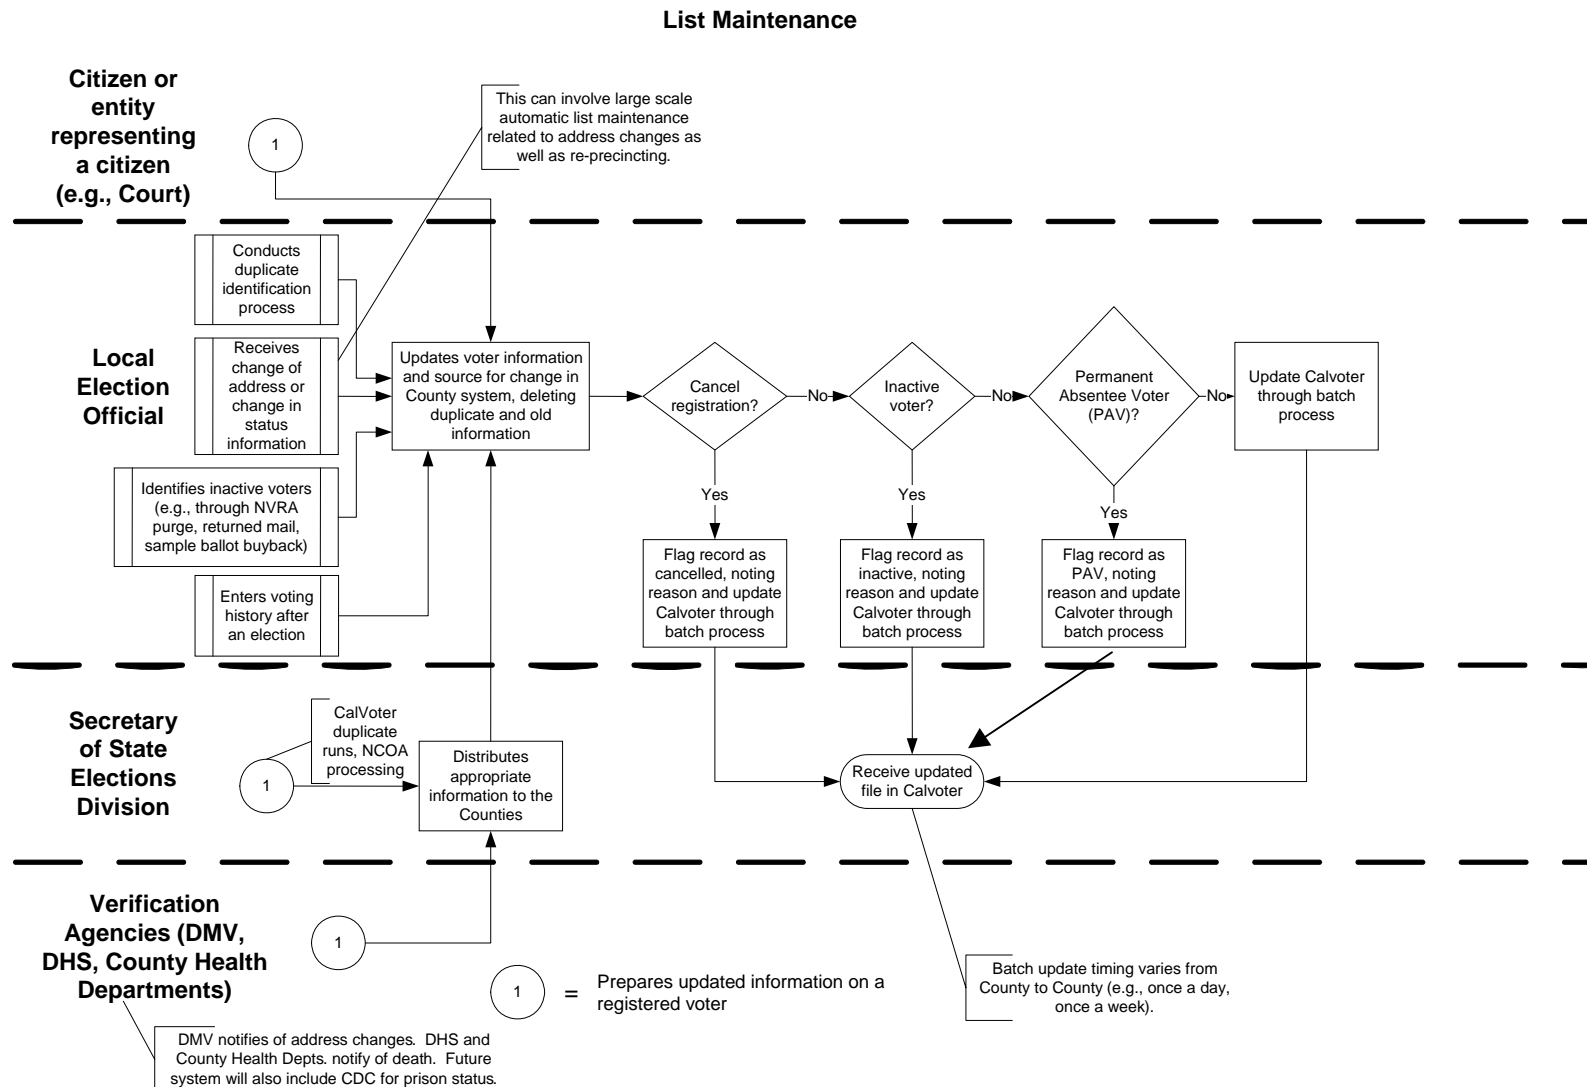 List Maintenance
Citizen or
entity
representing
a citizen
(e.g., Court)
1
This can involve large scale
automatic list maintenance
related to address changes as
well as re-precincting.
Local
Election
Official
Conducts
duplicate
identification
process
Receives
change of
address or
change in
status
information
Identifies inactive voters
(e.g., through NVRA
purge, returned mail,
sample ballot buyback)
Enters voting
history after
an election
Updates voter information
and source for change in
County system, deleting
duplicate and old
information
Cancel
registration?
No
Inactive
voter?
No
Permanent
Absentee Voter
(PAV)?
No
Update Calvoter
through batch
process
Yes
Yes
Yes
Flag record as
cancelled, noting
reason and update
Calvoter through
batch process
Flag record as
inactive, noting
reason and update
Calvoter through
batch process
Flag record as
PAV, noting
reason and update
Calvoter through
batch process
Secretary
of State
Elections
Division
1
CalVoter
duplicate
runs, NCOA
processing
Distributes
appropriate
information to the
Counties
Receive updated
file in Calvoter
Verification
Agencies (DMV,
DHS, County Health
Departments)
1
1
=
Prepares updated information on a
registered voter
Batch update timing varies from
County to County (e.g., once a day,
once a week).
DMV notifies of address changes.  DHS and
County Health Depts. notify of death.  Future
system will also include CDC for prison status.